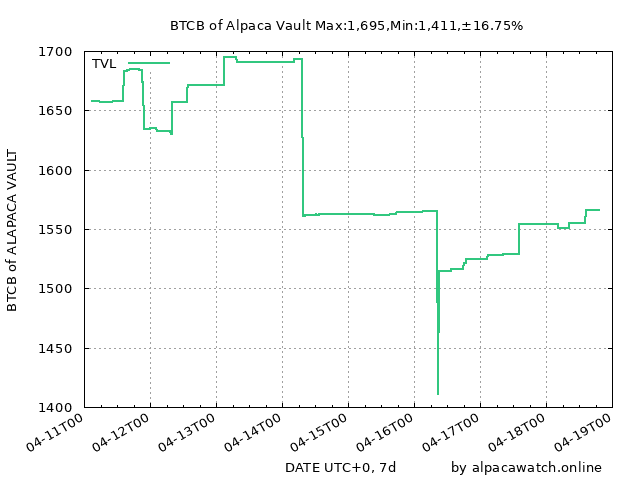 BTCB of Alpaca Vault Max:1,695,Min:1,411,±16.75%
TVL
1700
1650
1600
1550
1500
1450
1400
BTCB of ALAPACA VAULT
04-11T00
04-12T00
04-13T00
04-14T00
04-15T00
04-16T00
04-17T00
04-18T00
04-19T00
DATE UTC+0, 7d
by alpacawatch.online